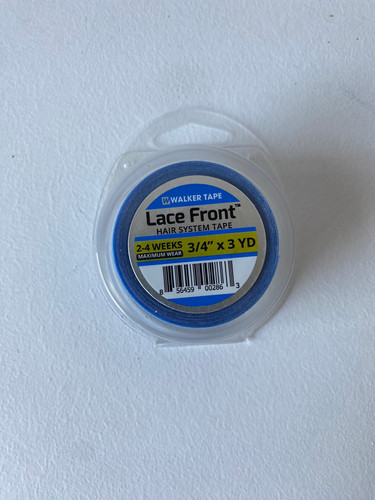 W WALKER TAPE
Lace Front™
HAIR SYSTEM TAPE
2-4 WEEKS
MAXIMUM WEAR
3/4" x 3 YD
8 56459 00286 3